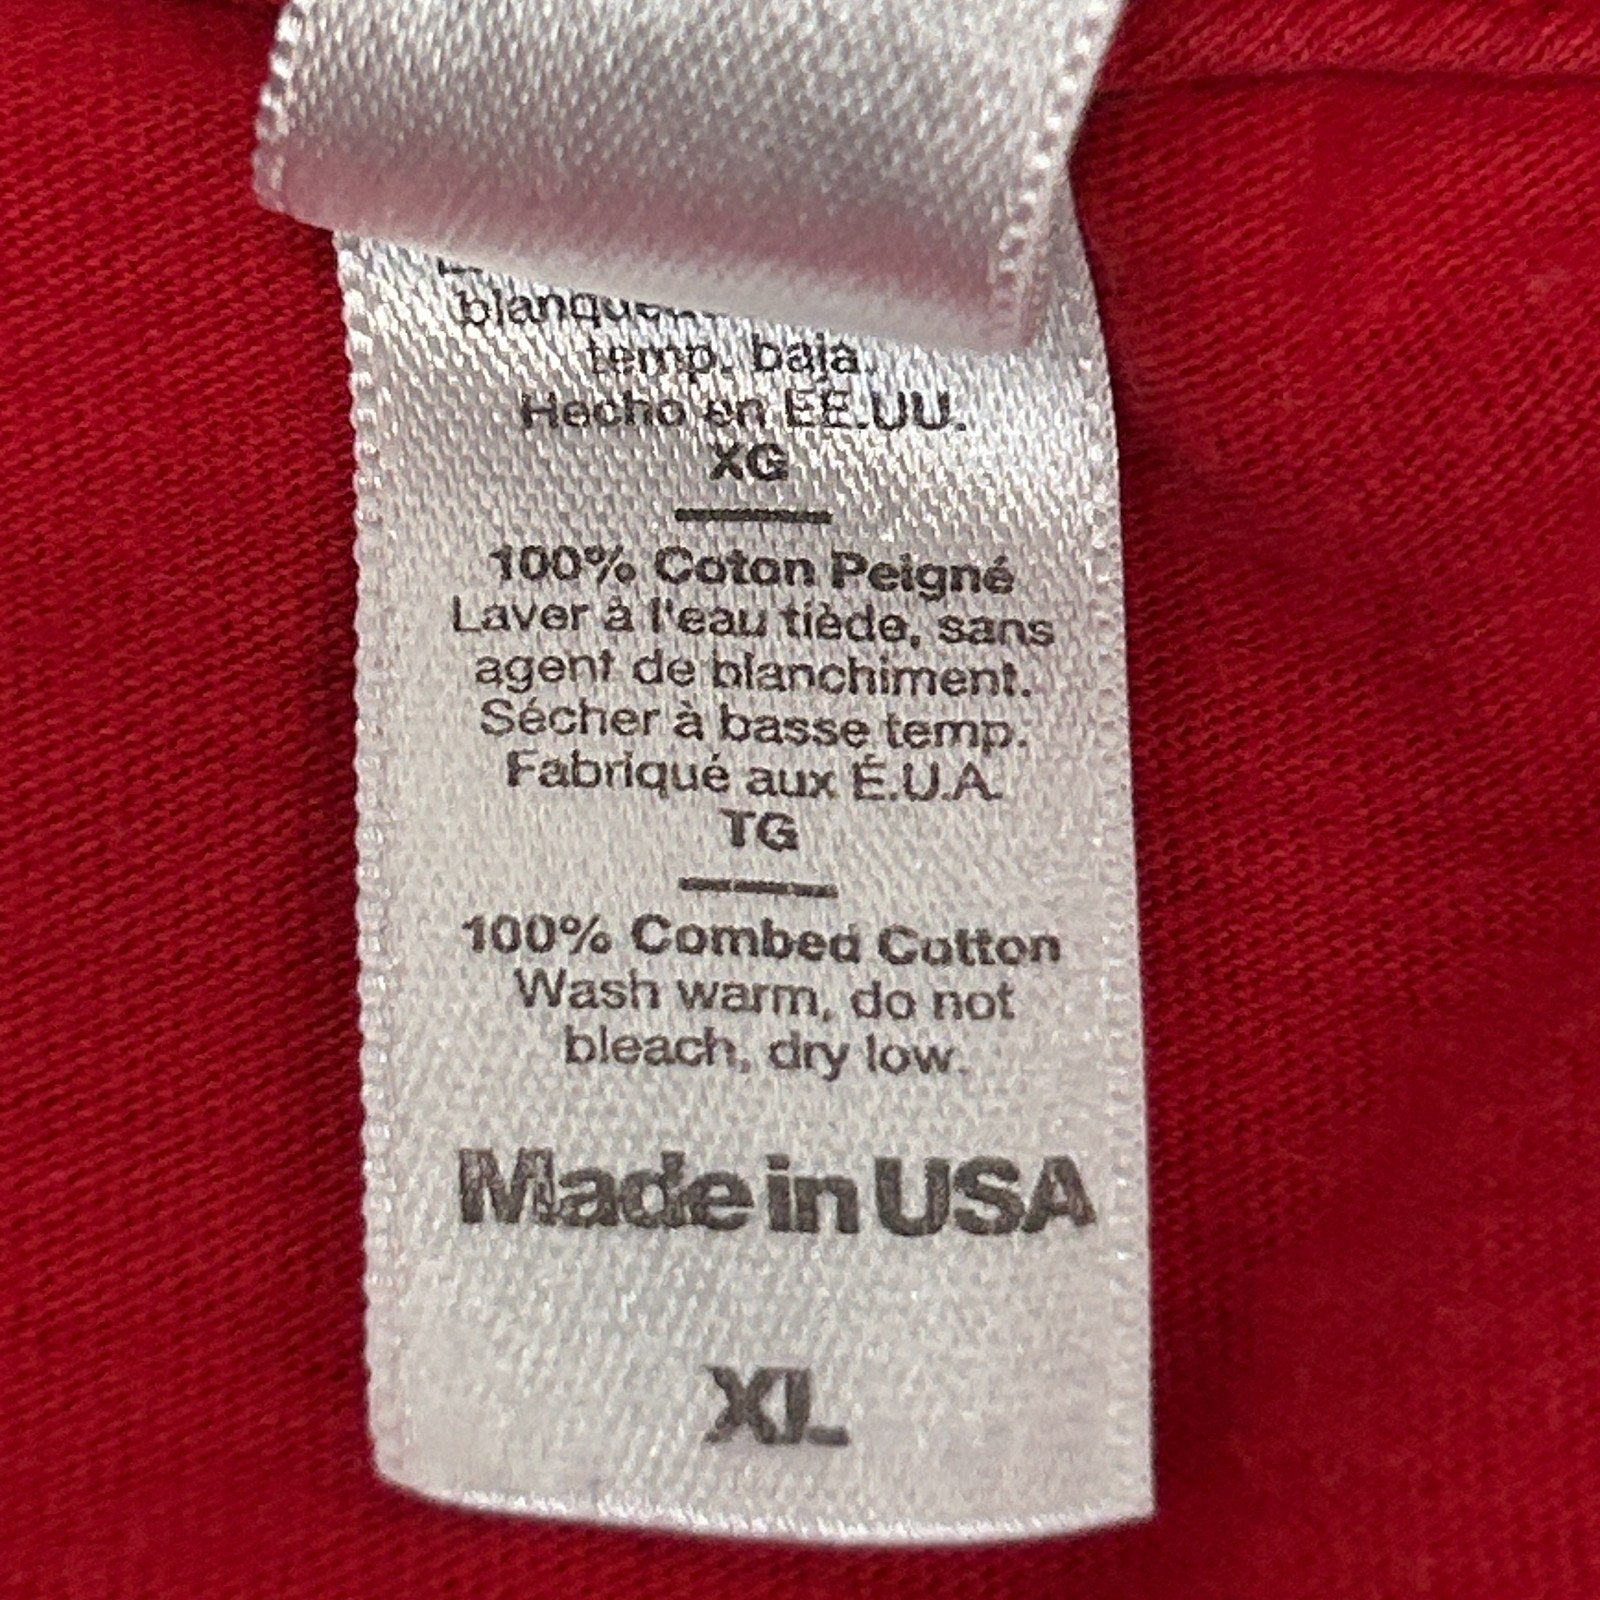 temp. baja.
Hecho en EE.UU.
XG
100% Coton Peigné
Laver à l'eau tiède, sans
agent de blanchiment.
Sécher à basse temp.
Fabriqué aux É.U.A.
TG
100% Combed Cotton
Wash warm, do not
bleach, dry low.
Made in USA
XL